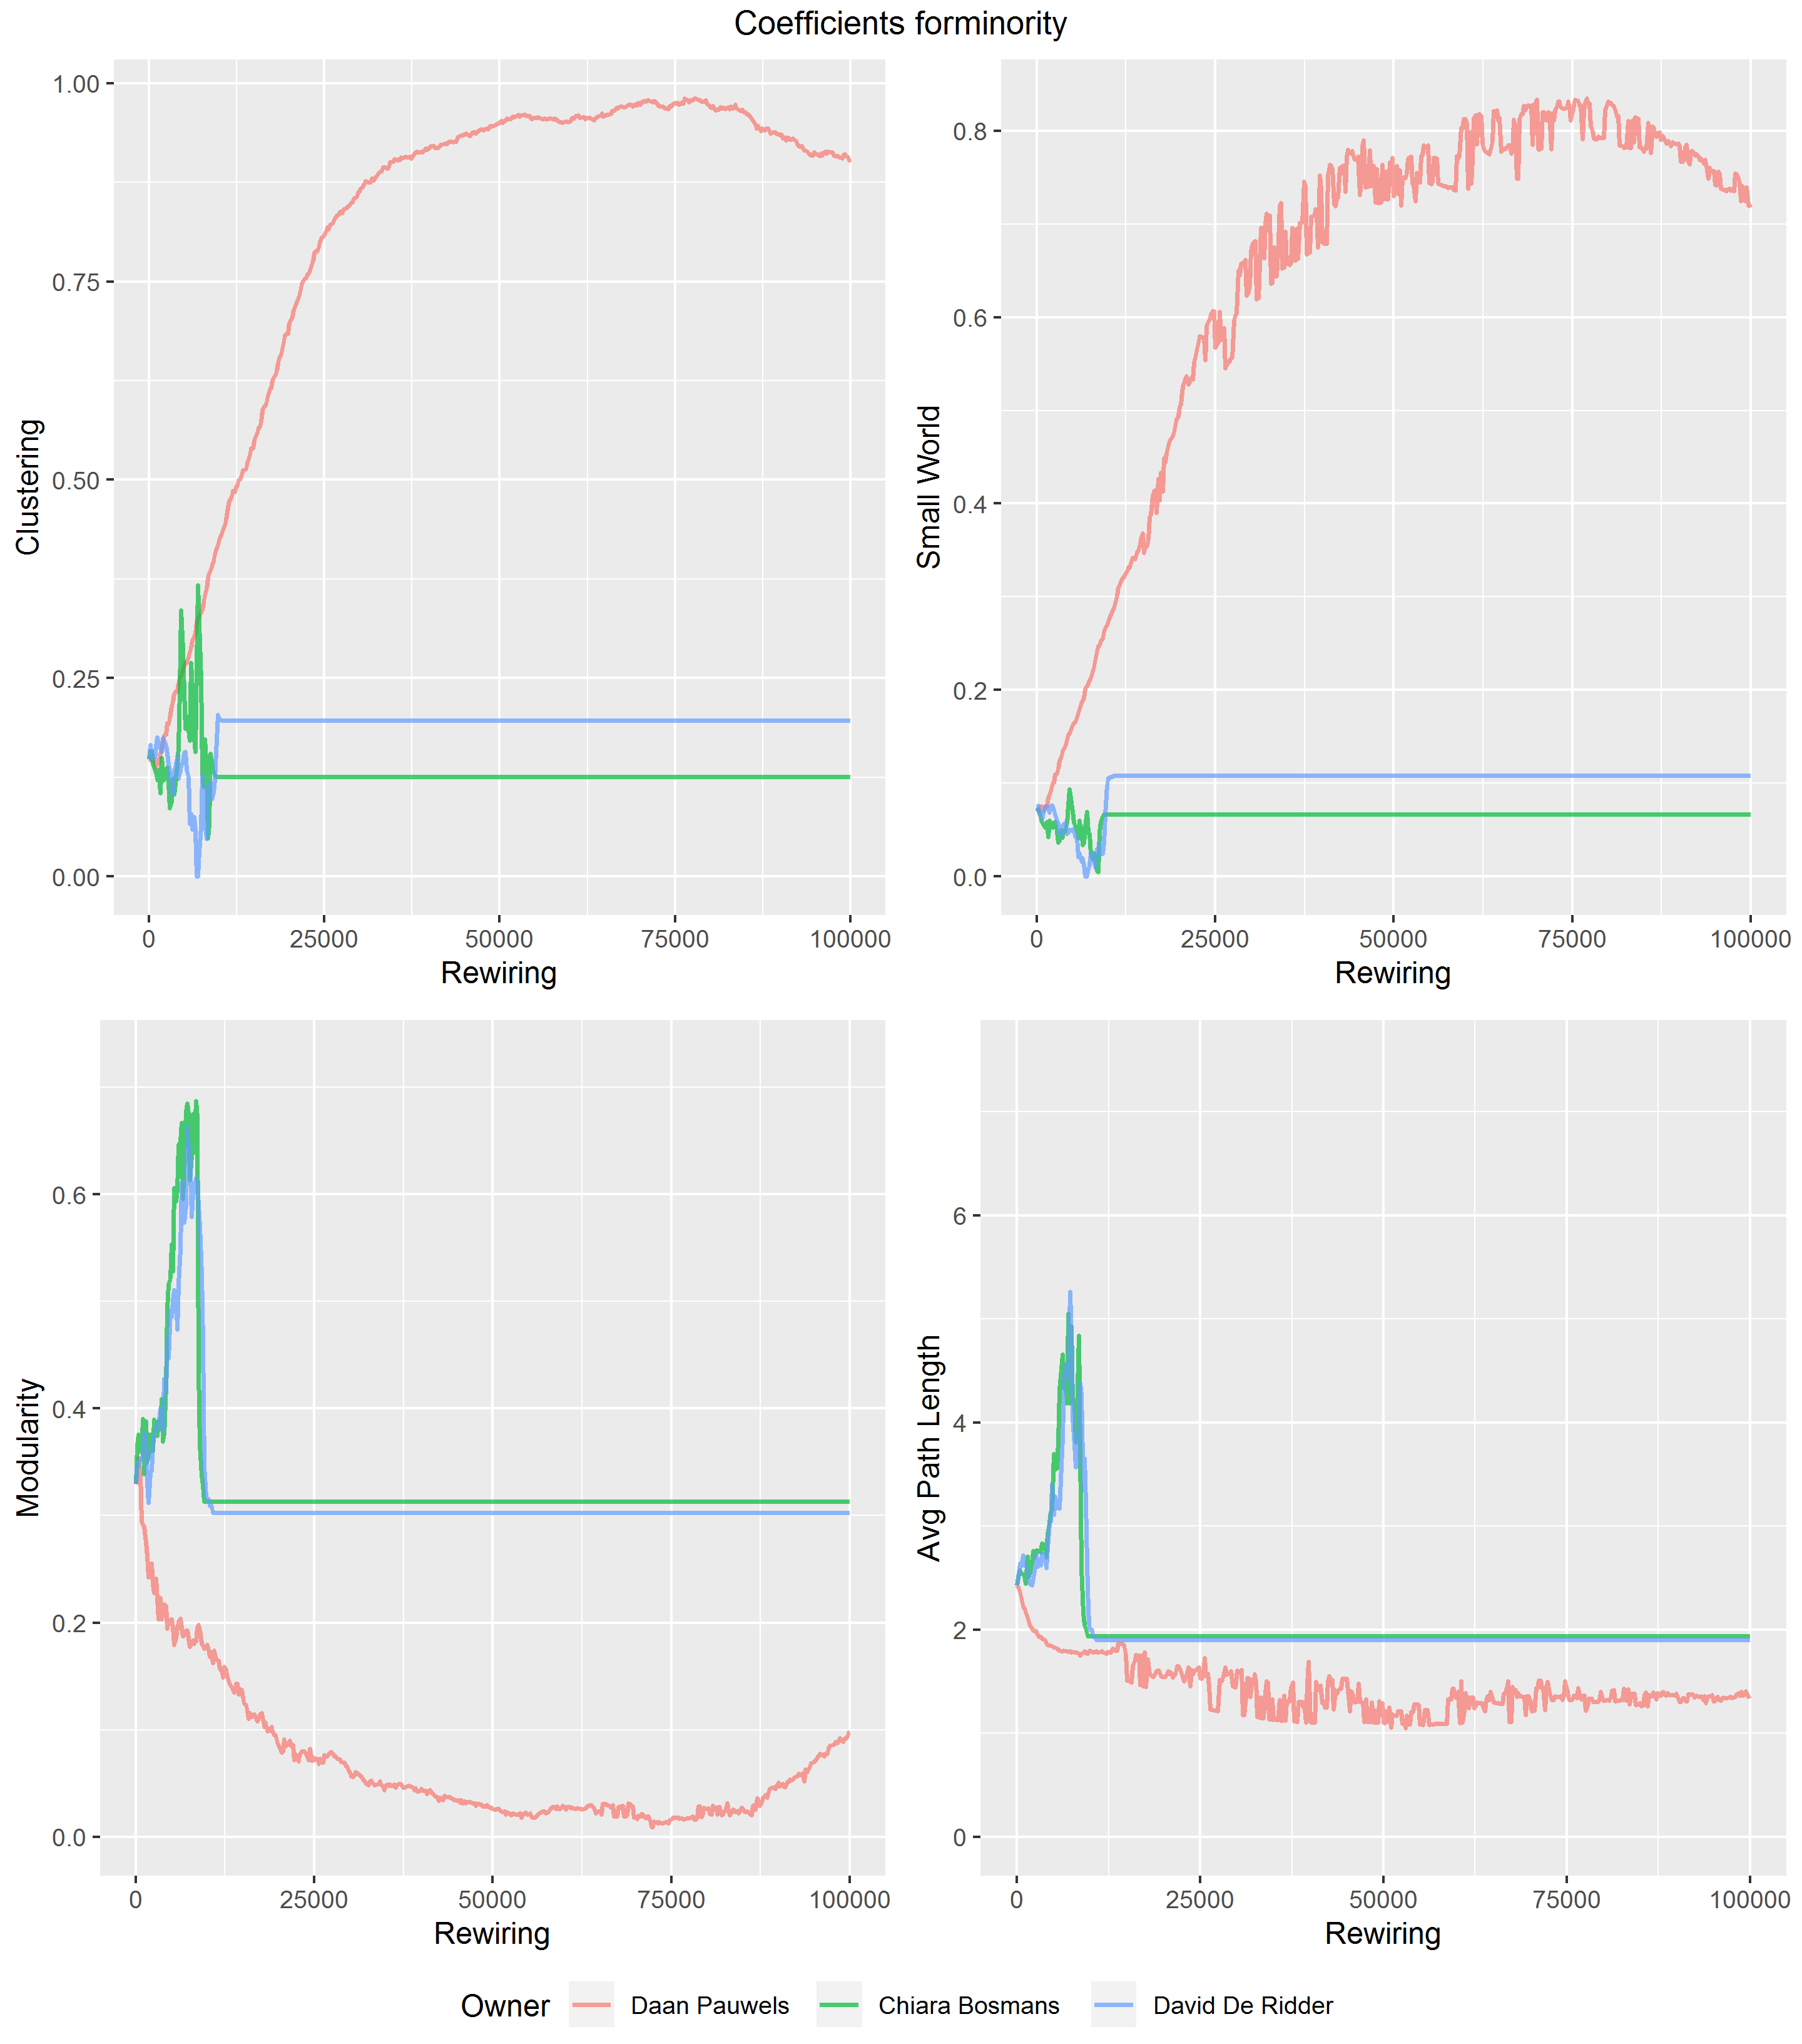 Coefficients forminority
Clustering
1.00
0.75
0.50
0.25
0.00
0 25000 50000 75000 100000
Rewiring
Small World
0.8
0.6
0.4
0.2
0.0
0 25000 50000 75000 100000
Rewiring
Modularity
0.6
0.4
0.2
0.0
0 25000 50000 75000 100000
Rewiring
Avg Path Length
6
4
2
0
0 25000 50000 75000 100000
Rewiring
Owner Daan Pauwels Chiara Bosmans David De Ridder